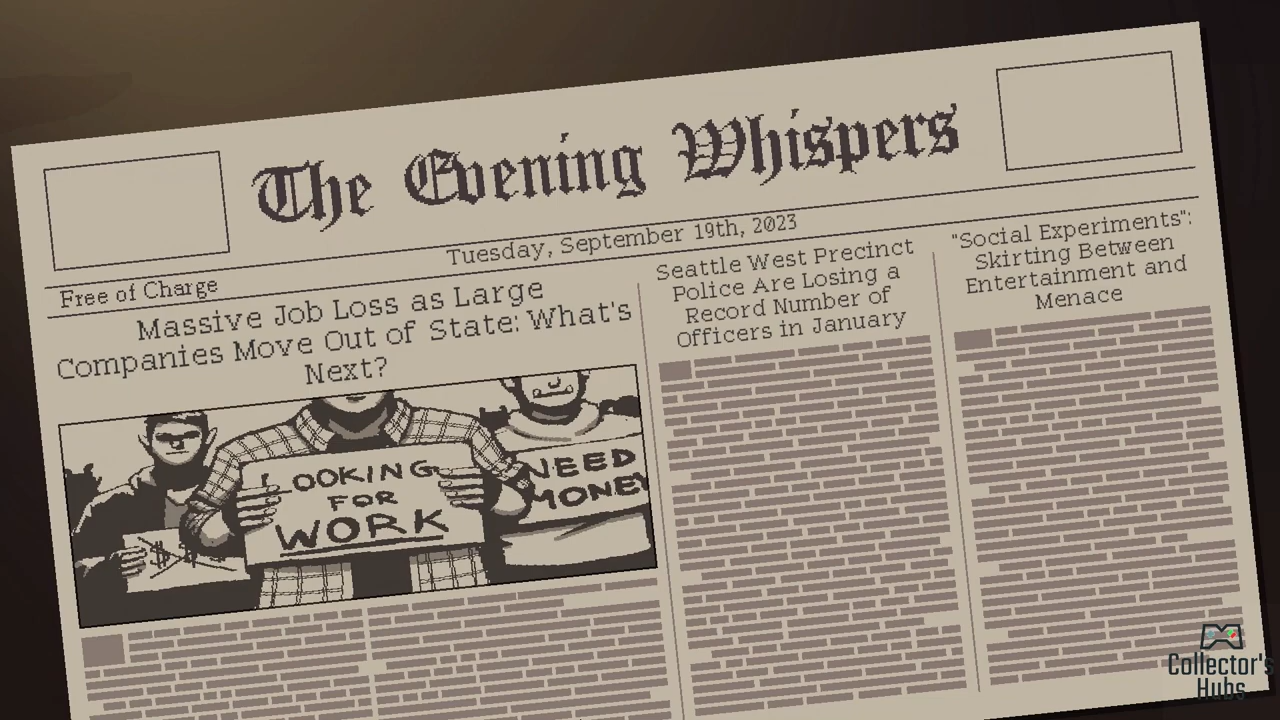 The Evening Whispers
Tuesday, September 19th, 2023
Free of Charge
Massive Job Loss as Large
Companies Move Out of State: What's
Next?
OOKING
FOR
WORK
NEED
MONEY
$ $
Seattle West Precinct
Police Are Losing a
Record Number of
Officers in January
"Social Experiments":
Skirting Between
Entertainment and
Menace
Collector's
Hubs